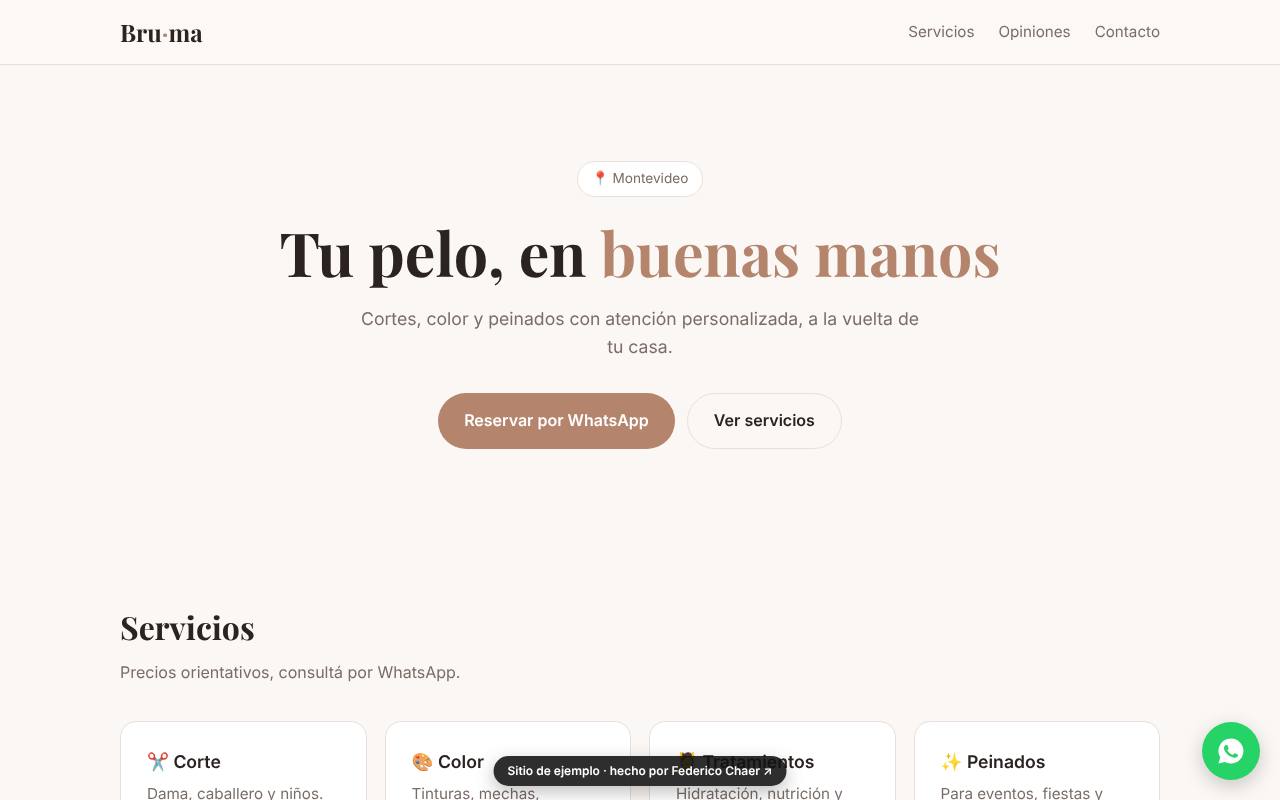 Bru·ma
Servicios
Opiniones
Contacto
📍 Montevideo
Tu pelo, en buenas manos
Cortes, color y peinados con atención personalizada, a la vuelta de
tu casa.
Reservar por WhatsApp
Ver servicios
Servicios
Precios orientativos, consultá por WhatsApp.
✂️ Corte
Dama, caballero y niños.
🎨 Color
Tinturas, mechas,
Tratamientos
Hidratación, nutrición y
✨ Peinados
Para eventos, fiestas y
Sitio de ejemplo · hecho por Federico Chaer ↗